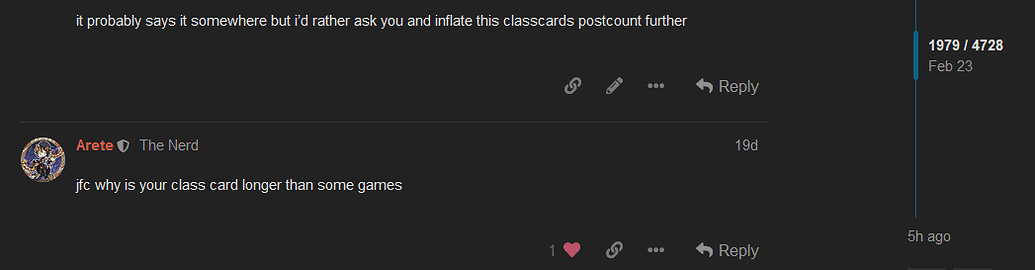 it probably says it somewhere but i'd rather ask you and inflate this classcards postcount further
1979 / 4728
Feb 23
Reply
Arete The Nerd 19d
jfc why is your class card longer than some games
5h ago
1 Reply